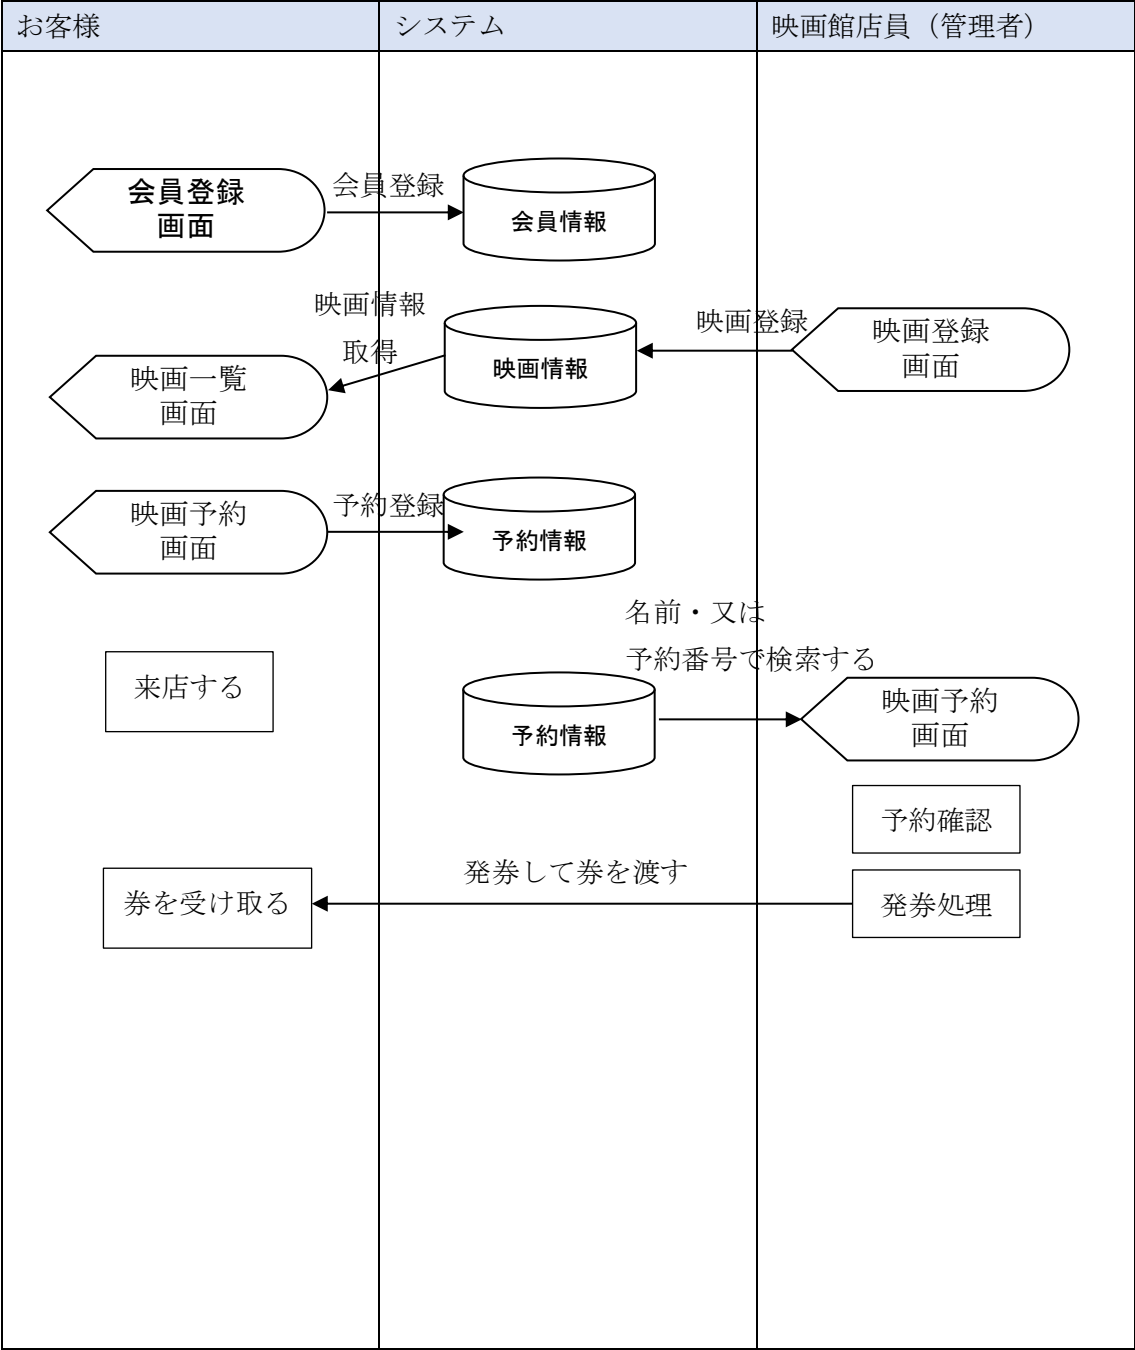 お客様
システム
映画館店員（管理者）
会員登録
画面
会員登録
会員情報
映画情報
取得
映画情報
映画登録
映画登録
画面
映画一覧
画面
映画予約
画面
予約登録
予約情報
名前・又は
予約番号で検索する
来店する
予約情報
映画予約
画面
予約確認
発券して券を渡す
券を受け取る
発券処理